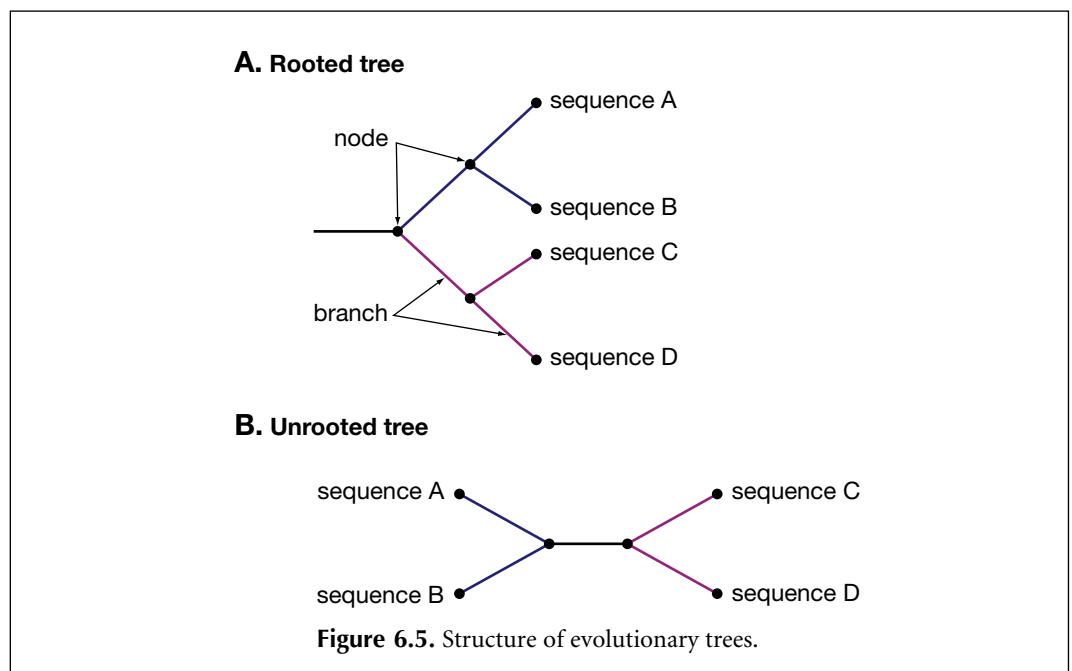 A. Rooted tree
sequence A
node
sequence B
sequence C
branch
sequence D
B. Unrooted tree
sequence A
sequence C
sequence B
sequence D
Figure 6.5. Structure of evolutionary trees.